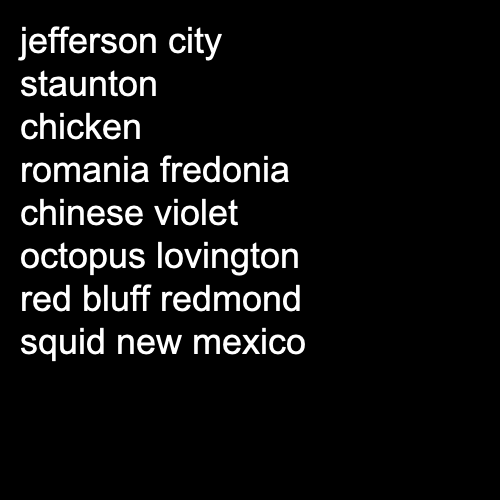 jefferson city
staunton
chicken
romania fredonia
chinese violet
octopus lovington
red bluff redmond
squid new mexico